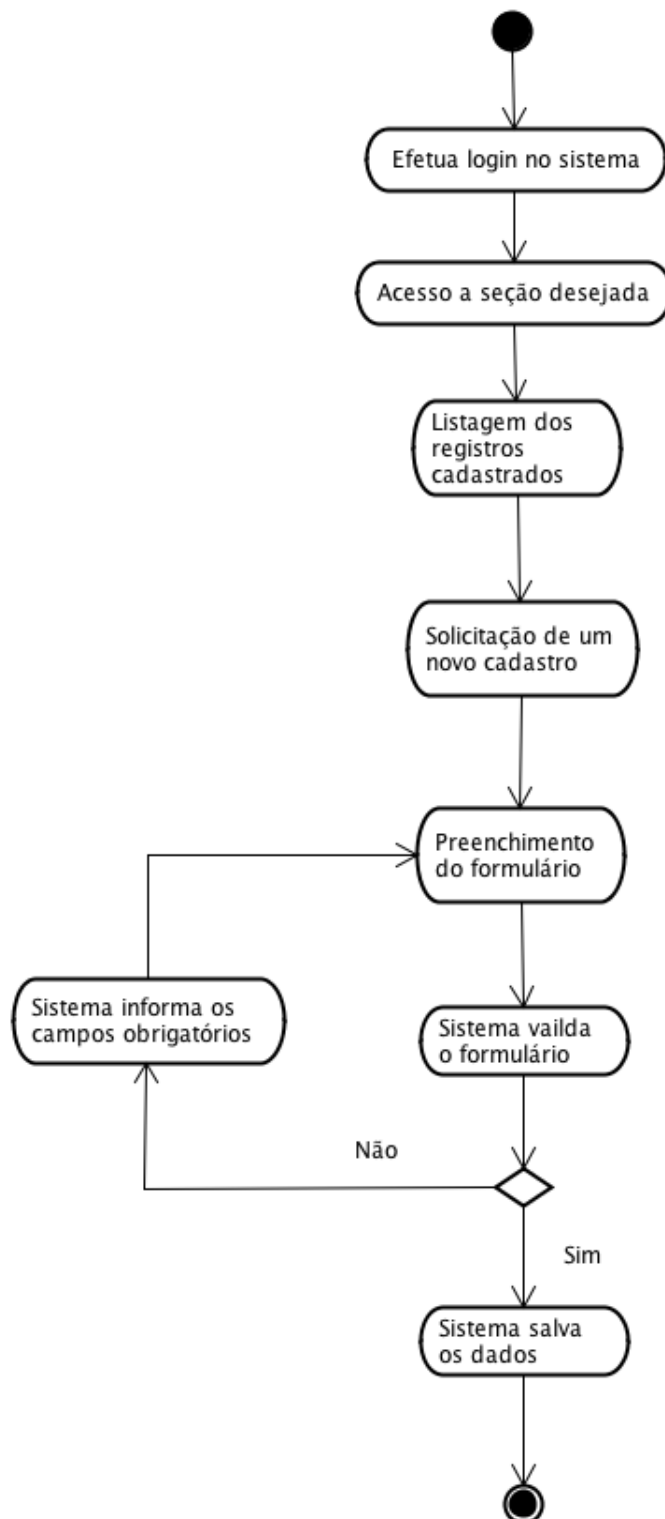 Efetua login no sistema
Acesso a seção desejada
Listagem dos
registros
cadastrados
Solicitação de um
novo cadastro
Preenchimento
do formulário
Sistema informa os
campos obrigatórios
Sistema vailda
o formulário
Não
Sim
Sistema salva
os dados